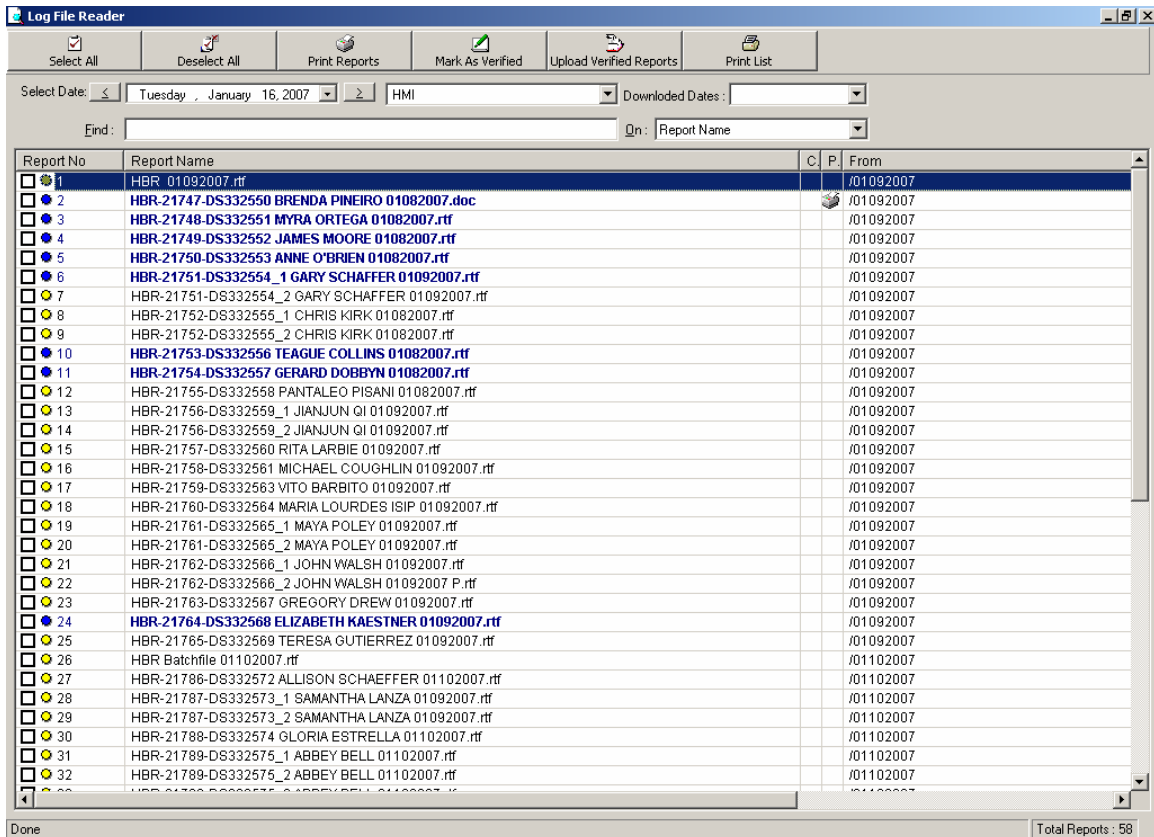 Log File Reader
Select All Deselect All Print Reports Mark As Verified Upload Verified Reports Print List
Select Date: < Tuesday , January 16, 2007 > HMI Downloded Dates :
Find : On : Report Name
Report No Report Name C. P. From
1 HBR 01092007.rtf /01092007
2 HBR-21747-DS332550 BRENDA PINEIRO 01082007.doc /01092007
3 HBR-21748-DS332551 MYRA ORTEGA 01082007.rtf /01092007
4 HBR-21749-DS332552 JAMES MOORE 01082007.rtf /01092007
5 HBR-21750-DS332553 ANNE O'BRIEN 01082007.rtf /01092007
6 HBR-21751-DS332554_1 GARY SCHAFFER 01092007.rtf /01092007
7 HBR-21751-DS332554_2 GARY SCHAFFER 01092007.rtf /01092007
8 HBR-21752-DS332555_1 CHRIS KIRK 01082007.rtf /01092007
9 HBR-21752-DS332555_2 CHRIS KIRK 01082007.rtf /01092007
10 HBR-21753-DS332556 TEAGUE COLLINS 01082007.rtf /01092007
11 HBR-21754-DS332557 GERARD DOBBYN 01082007.rtf /01092007
12 HBR-21755-DS332558 PANTALEO PISANI 01082007.rtf /01092007
13 HBR-21756-DS332559_1 JIANJUN QI 01092007.rtf /01092007
14 HBR-21756-DS332559_2 JIANJUN QI 01092007.rtf /01092007
15 HBR-21757-DS332560 RITA LARBIE 01092007.rtf /01092007
16 HBR-21758-DS332561 MICHAEL COUGHLIN 01092007.rtf /01092007
17 HBR-21759-DS332563 VITO BARBITO 01092007.rtf /01092007
18 HBR-21760-DS332564 MARIA LOURDES ISIP 01092007.rtf /01092007
19 HBR-21761-DS332565_1 MAYA POLEY 01092007.rtf /01092007
20 HBR-21761-DS332565_2 MAYA POLEY 01092007.rtf /01092007
21 HBR-21762-DS332566_1 JOHN WALSH 01092007.rtf /01092007
22 HBR-21762-DS332566_2 JOHN WALSH 01092007 P.rtf /01092007
23 HBR-21763-DS332567 GREGORY DREW 01092007.rtf /01092007
24 HBR-21764-DS332568 ELIZABETH KAESTNER 01092007.rtf /01092007
25 HBR-21765-DS332569 TERESA GUTIERREZ 01092007.rtf /01092007
26 HBR Batchfile 01102007.rtf /01102007
27 HBR-21786-DS332572 ALLISON SCHAEFFER 01102007.rtf /01102007
28 HBR-21787-DS332573_1 SAMANTHA LANZA 01092007.rtf /01102007
29 HBR-21787-DS332573_2 SAMANTHA LANZA 01092007.rtf /01102007
30 HBR-21788-DS332574 GLORIA ESTRELLA 01102007.rtf /01102007
31 HBR-21789-DS332575_1 ABBEY BELL 01102007.rtf /01102007
32 HBR-21789-DS332575_2 ABBEY BELL 01102007.rtf /01102007
Done Total Reports : 58